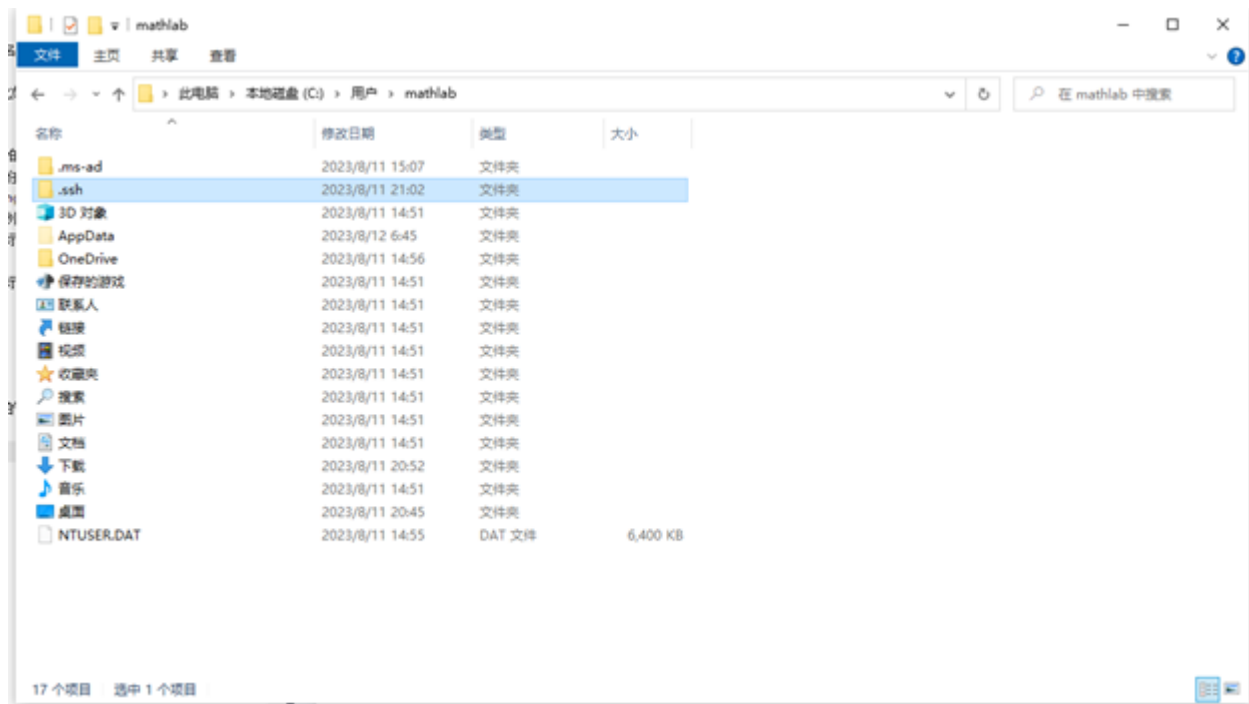 mathlab
文件 主页 共享 查看
此电脑 › 本地磁盘 (C:) › 用户 › mathlab
在 mathlab 中搜索
名称 修改日期 类型 大小
.ms-ad 2023/8/11 15:07 文件夹
.ssh 2023/8/11 21:02 文件夹
3D 对象 2023/8/11 14:51 文件夹
AppData 2023/8/12 6:45 文件夹
OneDrive 2023/8/11 14:56 文件夹
保存的游戏 2023/8/11 14:51 文件夹
联系人 2023/8/11 14:51 文件夹
链接 2023/8/11 14:51 文件夹
视频 2023/8/11 14:51 文件夹
收藏夹 2023/8/11 14:51 文件夹
搜索 2023/8/11 14:51 文件夹
图片 2023/8/11 14:51 文件夹
文档 2023/8/11 14:51 文件夹
下载 2023/8/11 20:52 文件夹
音乐 2023/8/11 14:51 文件夹
桌面 2023/8/11 20:45 文件夹
NTUSER.DAT 2023/8/11 14:55 DAT 文件 6,400 KB
17 个项目 选中 1 个项目